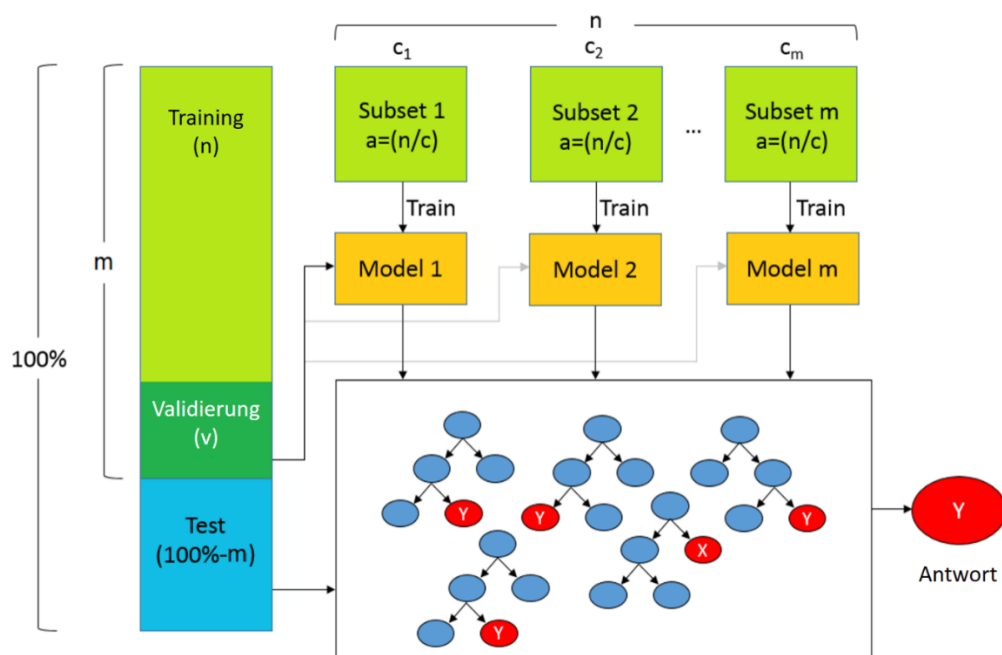 n
c1
c2
cm
Training
(n)
Subset 1
a=(n/c)
Subset 2
a=(n/c)
...
Subset m
a=(n/c)
Train
Train
Train
m
Model 1
Model 2
Model m
100%
Validierung
(v)
Y
Y
Y
X
Y
Y
Test
(100%-m)
Antwort